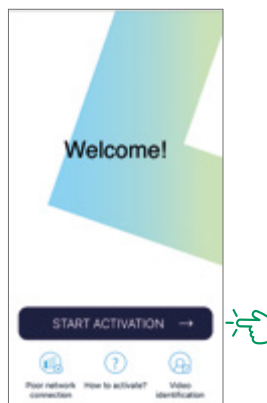 Welcome!
START ACTIVATION →
Poor network How to activate? Video
connection identification